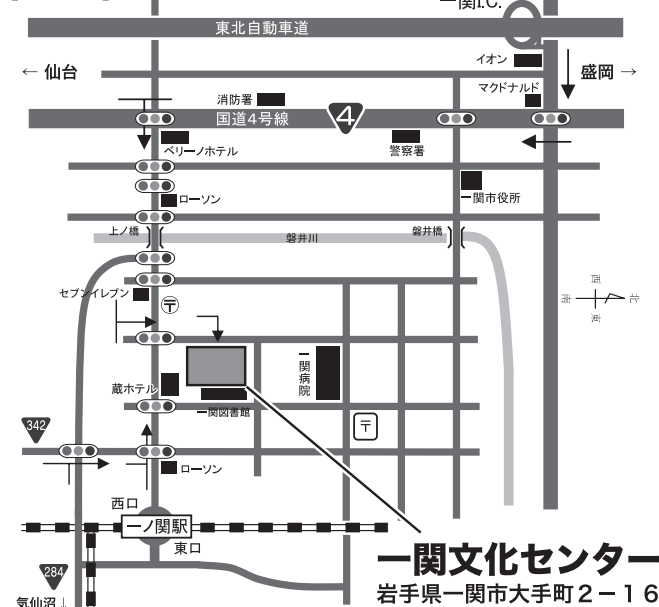 一関I.C.
東北自動車道
イオン
← 仙台
盛岡 →
マクドナルド
消防署
国道4号線
4
ベリーノホテル
警察署
ローソン
一関市役所
上ノ橋
磐井川
磐井橋
西
南
北
東
セブンイレブン
〒
一関病院
蔵ホテル
一関図書館
〒
342
ローソン
西口
一ノ関駅
東口
284
気仙沼↓
一関文化センター
岩手県一関市大手町2－16